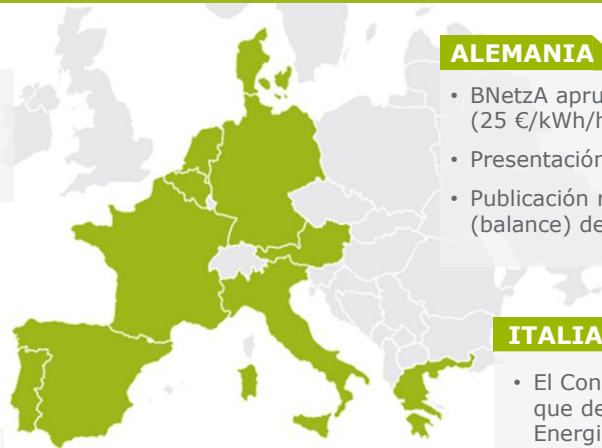 ALEMANIA
• BNetzA apru
(25 €/kWh/h
• Presentación
• Publicación r
(balance) de
ITALIA
• El Con
que de
Energi